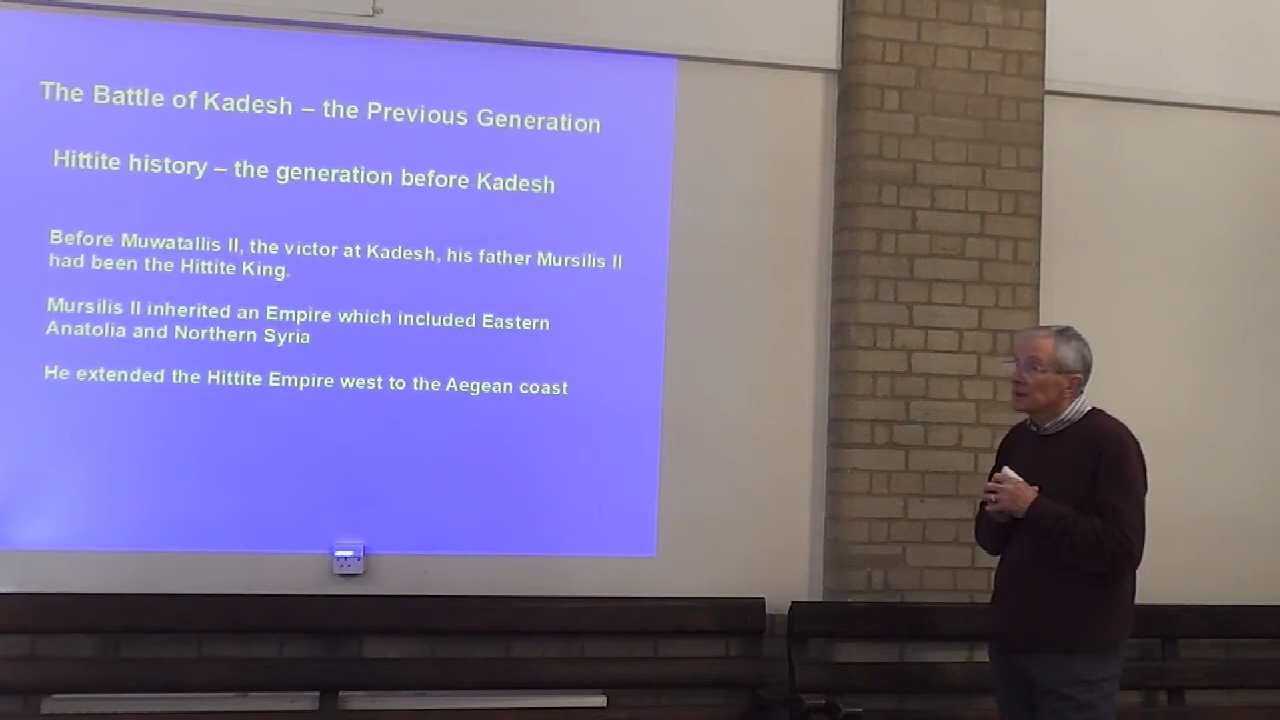 The Battle of Kadesh – the Previous Generation
Hittite history – the generation before Kadesh
Before Muwatallis II, the victor at Kadesh, his father Mursilis II
had been the Hittite King.
Mursilis II inherited an Empire which included Eastern
Anatolia and Northern Syria
He extended the Hittite Empire west to the Aegean coast